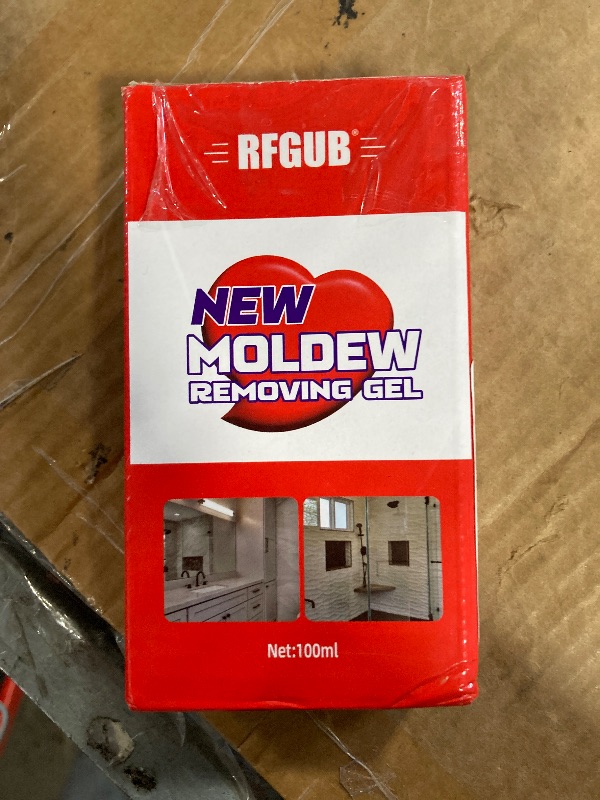 RFGUB®
NEW
MOLDEW
REMOVING GEL
Net:100ml